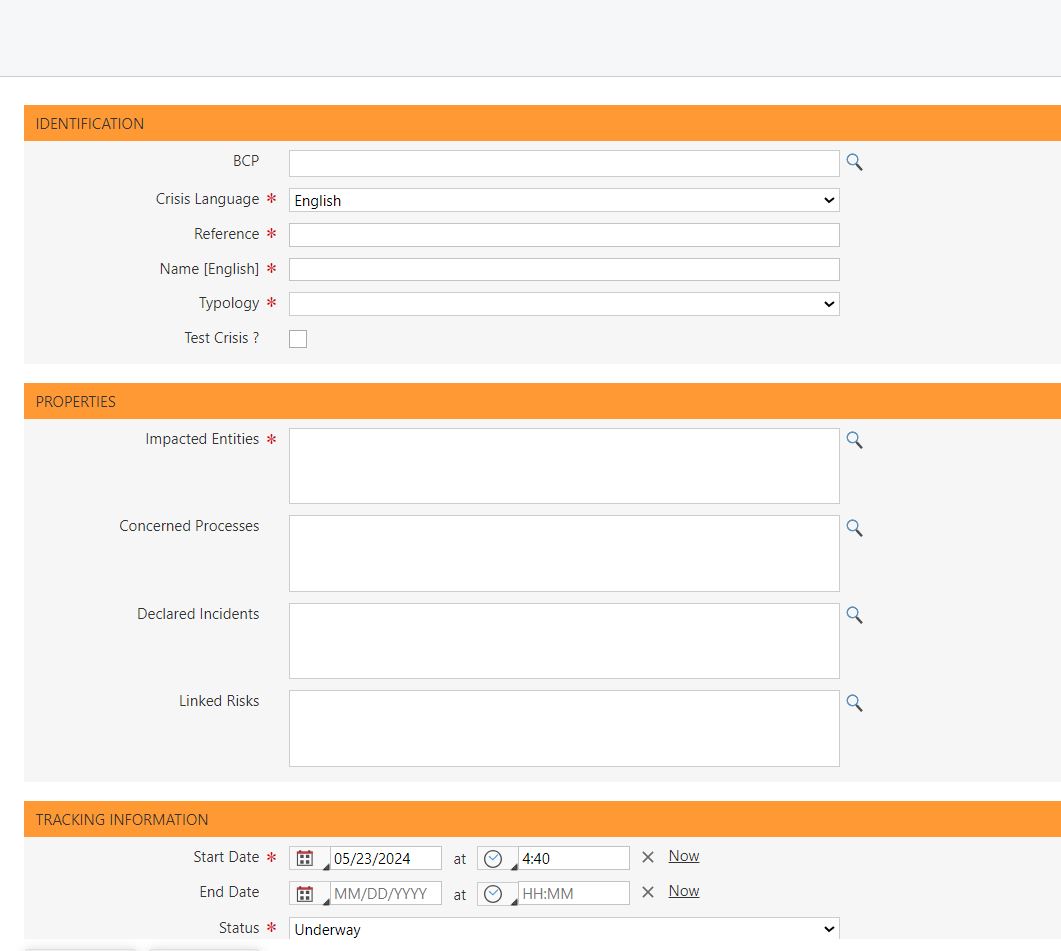 IDENTIFICATION
BCP
Crisis Language * English
Reference *
Name [English] *
Typology *
Test Crisis ?
PROPERTIES
Impacted Entities *
Concerned Processes
Declared Incidents
Linked Risks
TRACKING INFORMATION
Start Date * 05/23/2024 at 4:40 Now
End Date MM/DD/YYYY at HH:MM Now
Status * Underway